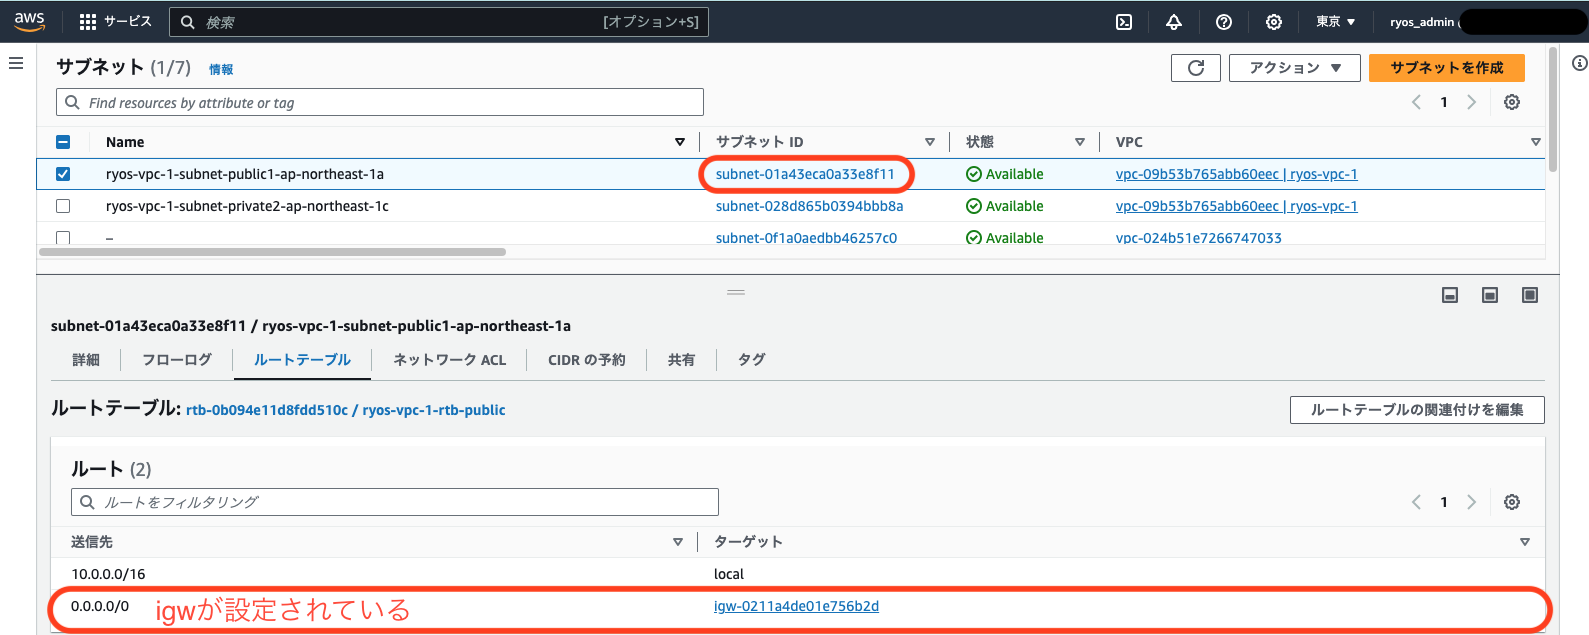 aws サービス 検索 [オプション+S] 東京 ▼ ryos_admin
サブネット (1/7) 情報 アクション ▼ サブネットを作成
Find resources by attribute or tag 1
Name サブネット ID 状態 VPC
ryos-vpc-1-subnet-public1-ap-northeast-1a subnet-01a43eca0a33e8f11 Available vpc-09b53b765abb60eec | ryos-vpc-1
ryos-vpc-1-subnet-private2-ap-northeast-1c subnet-028d865b0394bbb8a Available vpc-09b53b765abb60eec | ryos-vpc-1
– subnet-0f1a0aedbb46257c0 Available vpc-024b51e7266747033
subnet-01a43eca0a33e8f11 / ryos-vpc-1-subnet-public1-ap-northeast-1a
詳細 フローログ ルートテーブル ネットワーク ACL CIDR の予約 共有 タグ
ルートテーブル: rtb-0b094e11d8fdd510c / ryos-vpc-1-rtb-public ルートテーブルの関連付けを編集
ルート (2)
ルートをフィルタリング 1
送信先 ターゲット
10.0.0.0/16 local
0.0.0.0/0 igwが設定されている igw-0211a4de01e756b2d